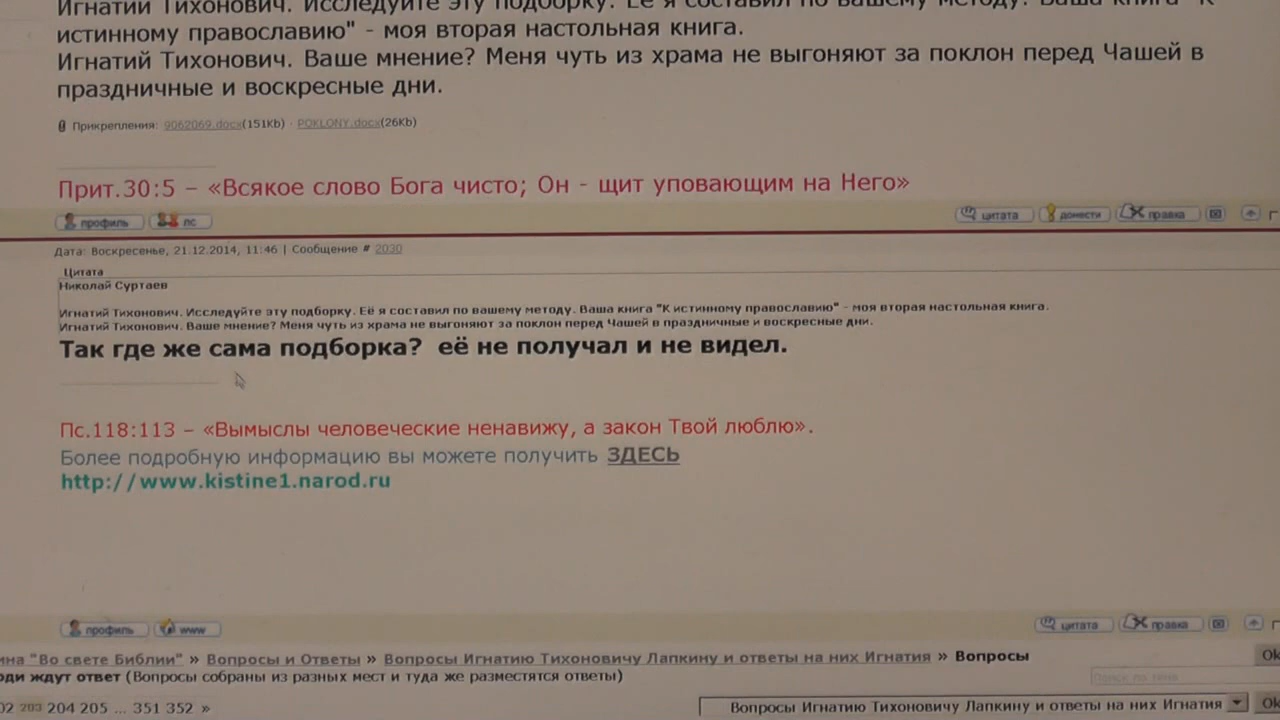 Игнатий Тихонович. Исследуйте эту подборку. Её я составил по вашему методу. Ваша книга "К
истинному православию" - моя вторая настольная книга.
Игнатий Тихонович. Ваше мнение? Меня чуть из храма не выгоняют за поклон перед Чашей в
праздничные и воскресные дни.
Прикрепления: 9062069.docx(151Kb) · POKLONY.docx(26Kb)
Прит.30:5 – «Всякое слово Бога чисто; Он - щит уповающим на Него»
профиль пс цитата донести правка
Дата: Воскресенье, 21.12.2014, 11:46 | Сообщение # 2030
Цитата
Николай Суртаев
Игнатий Тихонович. Исследуйте эту подборку. Её я составил по вашему методу. Ваша книга "К истинному православию" - моя вторая настольная книга.
Игнатий Тихонович. Ваше мнение? Меня чуть из храма не выгоняют за поклон перед Чашей в праздничные и воскресные дни.
Так где же сама подборка? её не получал и не видел.
Пс.118:113 – «Вымыслы человеческие ненавижу, а закон Твой люблю».
Более подробную информацию вы можете получить ЗДЕСЬ
http://www.kistine1.narod.ru
профиль www цитата правка
ина "Во свете Библии" » Вопросы и Ответы » Вопросы Игнатию Тихоновичу Лапкину и ответы на них Игнатия » Вопросы
оди ждут ответ (Вопросы собраны из разных мест и туда же разместятся ответы)
Поиск по теме
02 203 204 205 ... 351 352 » Вопросы Игнатию Тихоновичу Лапкину и ответы на них Игнатия